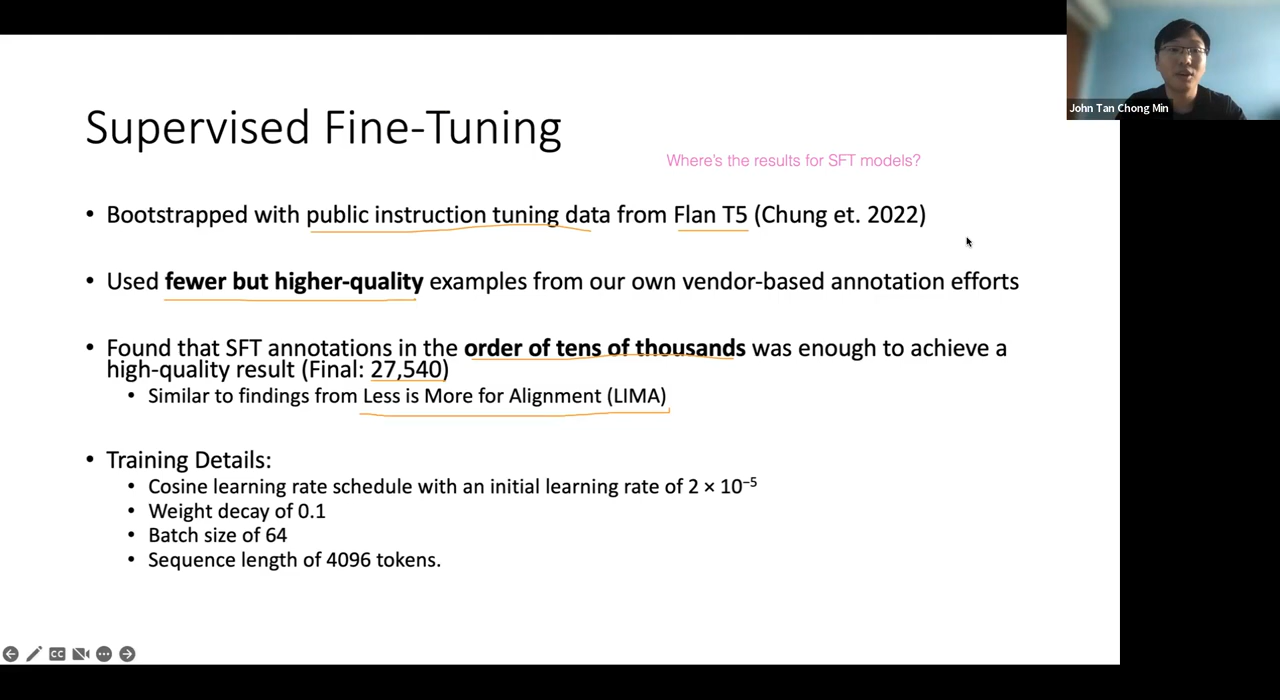 John Tan Chong Min
Supervised Fine-Tuning
Where's the results for SFT models?
• Bootstrapped with public instruction tuning data from Flan T5 (Chung et. 2022)
• Used fewer but higher-quality examples from our own vendor-based annotation efforts
• Found that SFT annotations in the order of tens of thousands was enough to achieve a
high-quality result (Final: 27,540)
• Similar to findings from Less is More for Alignment (LIMA)
• Training Details:
• Cosine learning rate schedule with an initial learning rate of 2 × 10⁻⁵
• Weight decay of 0.1
• Batch size of 64
• Sequence length of 4096 tokens.
CC